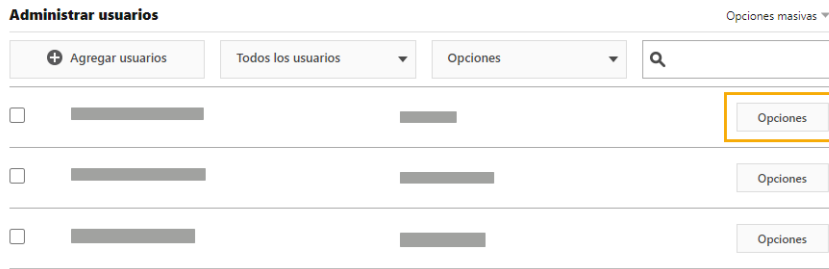 Administrar usuarios
Opciones masivas
Agregar usuarios
Todos los usuarios
Opciones
Opciones
Opciones
Opciones